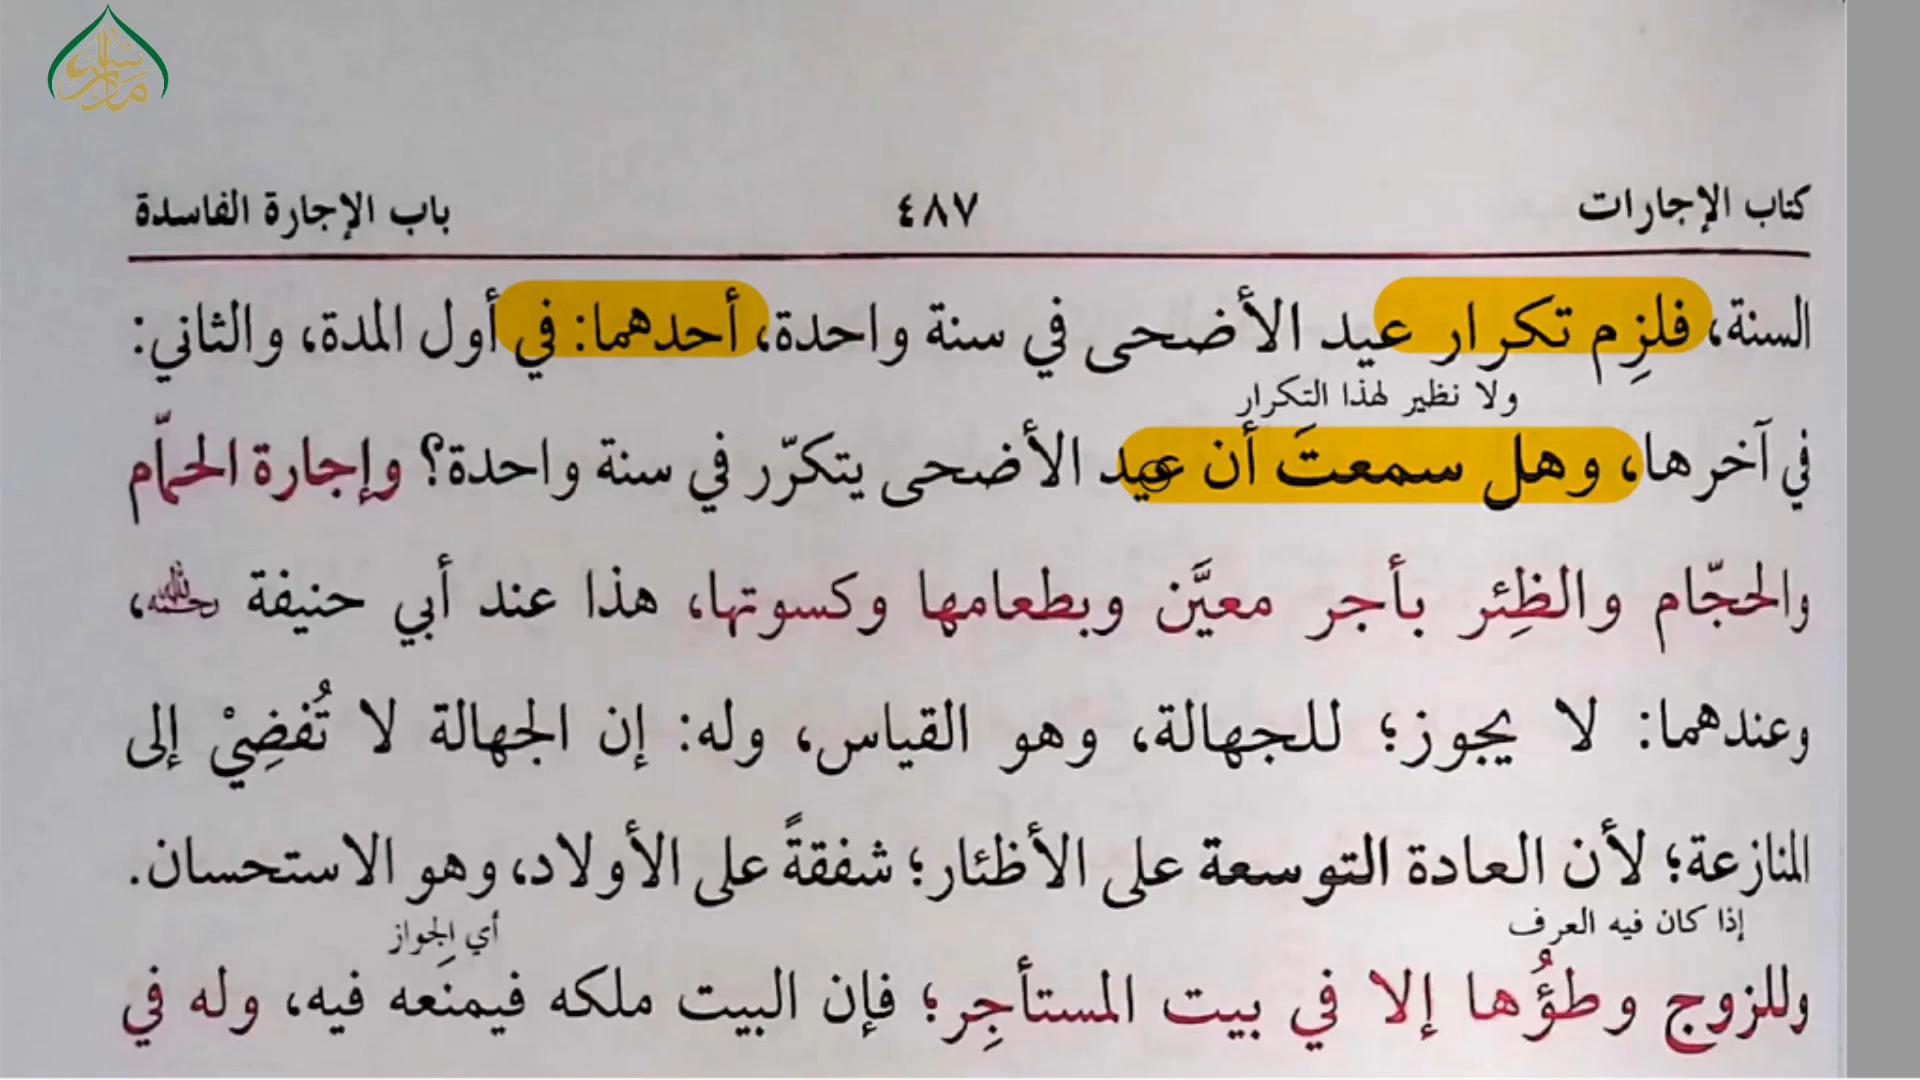 كتاب الإجارات ٤٨٧ باب الإجارة الفاسدة
السنة، فلزِم تكرار عيد الأضحى في سنة واحدة، أحدهما: في أول المدة، والثاني:
ولا نظير لهذا التكرار
في آخرها، وهل سمعتَ أن عيد الأضحى يتكرّر في سنة واحدة؟ وإجارة الحمّام
والحجّام والظِئر بأجر معيَّن وبطعامها وكسوتها، هذا عند أبي حنيفة رحمه الله،
وعندهما: لا يجوز؛ للجهالة، وهو القياس، وله: إن الجهالة لا تُفضِيْ إلى
المنازعة؛ لأن العادة التوسعة على الأظئار؛ شفقةً على الأولاد، وهو الاستحسان.
إذا كان فيه العرف أي الجواز
وللزوج وطؤُها إلا في بيت المستأجِر؛ فإن البيت ملكه فيمنَعه فيه، وله في